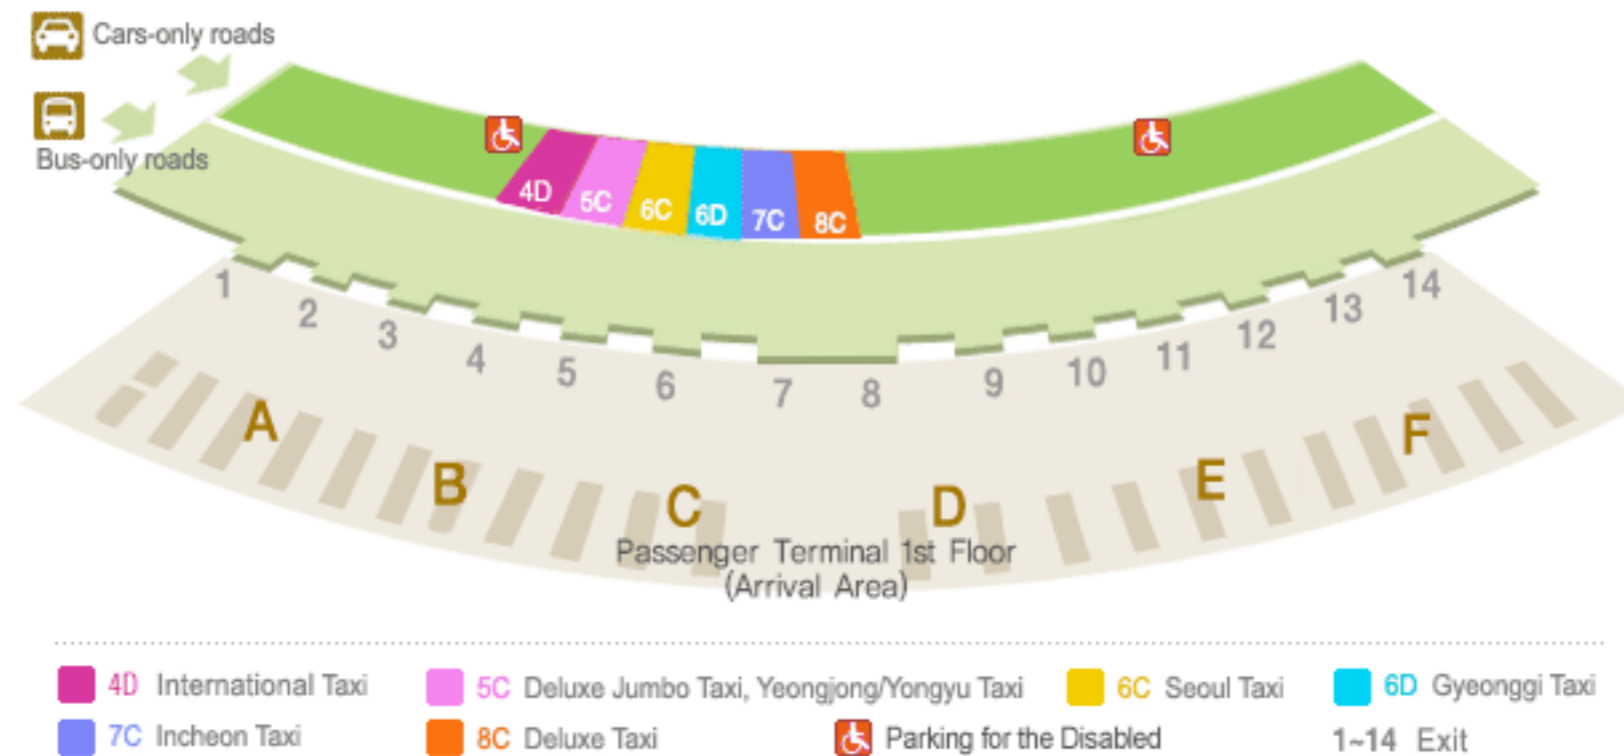 Cars-only roads
Bus-only roads
4D 5C 6C 6D 7C 8C
1 2 3 4 5 6 7 8 9 10 11 12 13 14
A B C D E F
Passenger Terminal 1st Floor
(Arrival Area)
4D International Taxi 5C Deluxe Jumbo Taxi, Yeongjong/Yongyu Taxi 6C Seoul Taxi 6D Gyeonggi Taxi
7C Incheon Taxi 8C Deluxe Taxi Parking for the Disabled 1~14 Exit